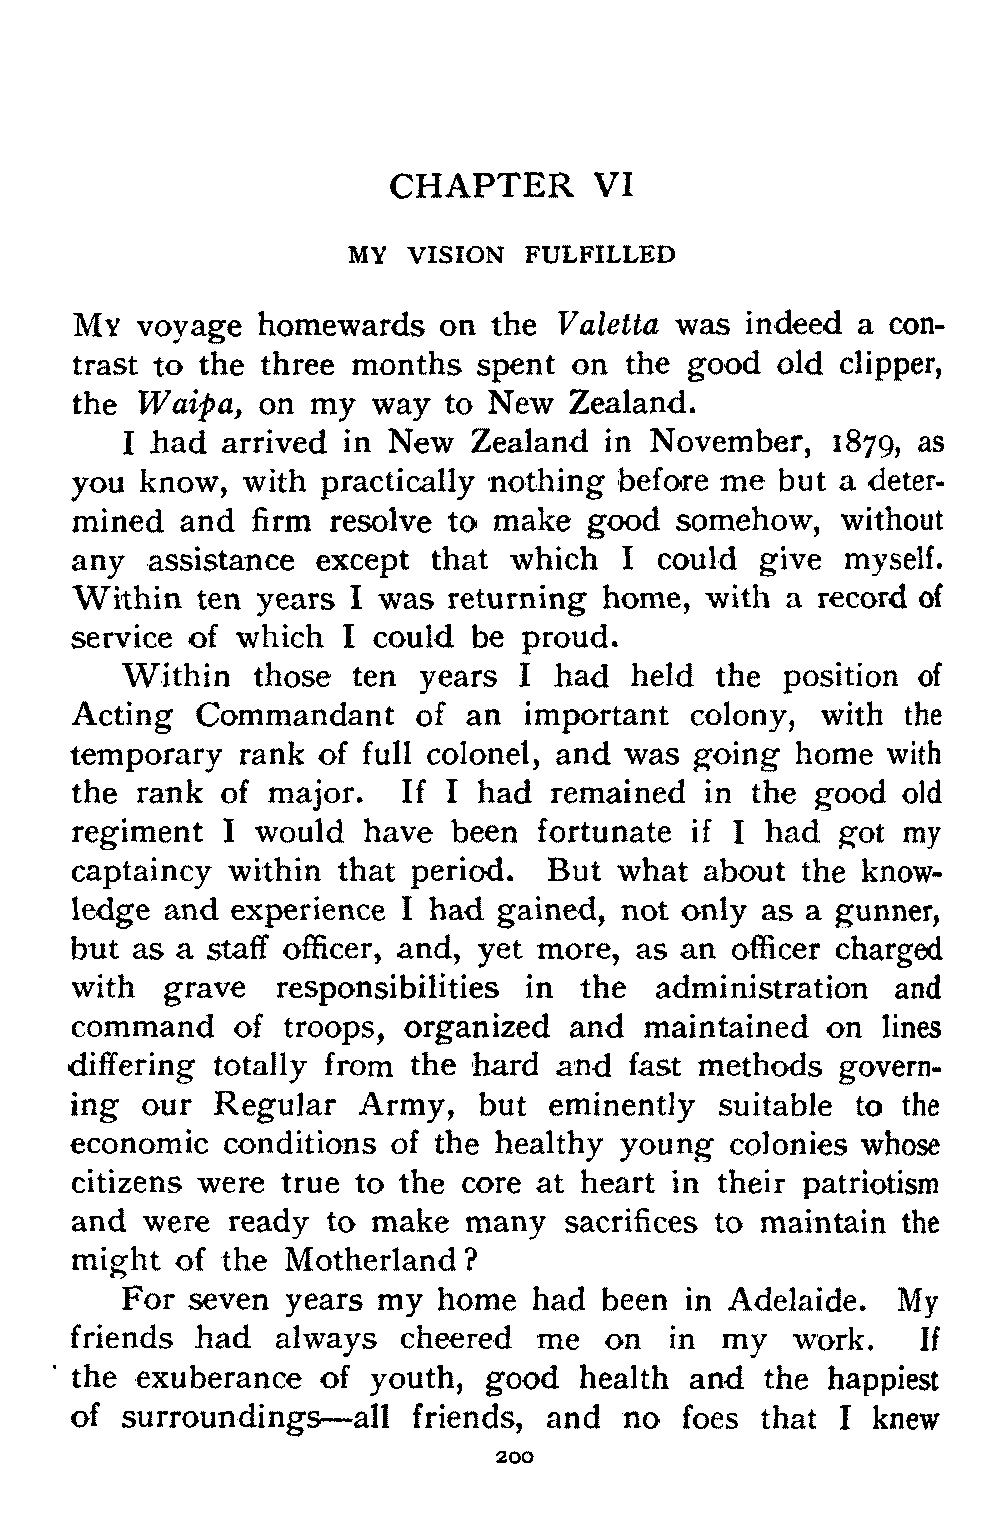 CHAPTER VI
MY VISION FULFILLED
MY voyage homewards on the Valetta was indeed a con-
trast to the three months spent on the good old clipper,
the Waipa, on my way to New Zealand.
I had arrived in New Zealand in November, 1879, as
you know, with practically nothing before me but a deter-
mined and firm resolve to make good somehow, without
any assistance except that which I could give myself.
Within ten years I was returning home, with a record of
service of which I could be proud.
Within those ten years I had held the position of
Acting Commandant of an important colony, with the
temporary rank of full colonel, and was going home with
the rank of major. If I had remained in the good old
regiment I would have been fortunate if I had got my
captaincy within that period. But what about the know-
ledge and experience I had gained, not only as a gunner,
but as a staff officer, and, yet more, as an officer charged
with grave responsibilities in the administration and
command of troops, organized and maintained on lines
differing totally from the hard and fast methods govern-
ing our Regular Army, but eminently suitable to the
economic conditions of the healthy young colonies whose
citizens were true to the core at heart in their patriotism
and were ready to make many sacrifices to maintain the
might of the Motherland?
For seven years my home had been in Adelaide. My
friends had always cheered me on in my work. If
the exuberance of youth, good health and the happiest
of surroundings—all friends, and no foes that I knew
200